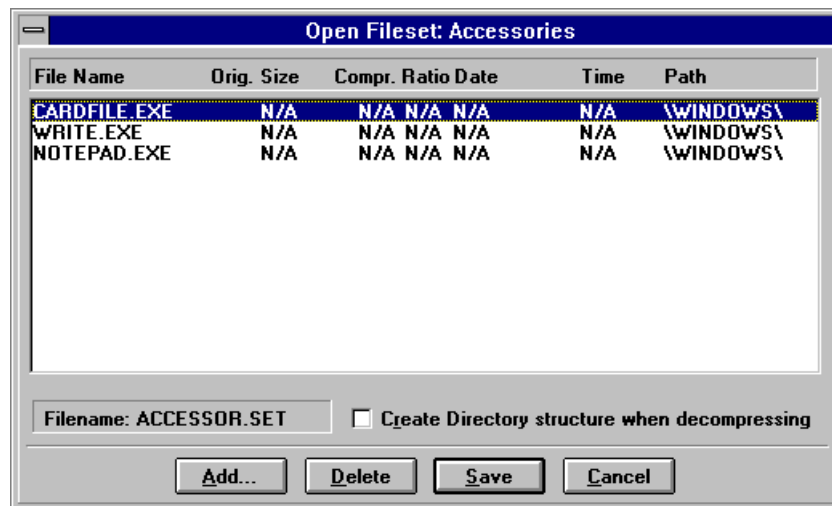 Open Fileset: Accessories
File Name Orig. Size Compr. Ratio Date Time Path
CARDFILE.EXE N/A N/A N/A N/A N/A \WINDOWS\
WRITE.EXE N/A N/A N/A N/A N/A \WINDOWS\
NOTEPAD.EXE N/A N/A N/A N/A N/A \WINDOWS\
Filename: ACCESSOR.SET Create Directory structure when decompressing
Add... Delete Save Cancel